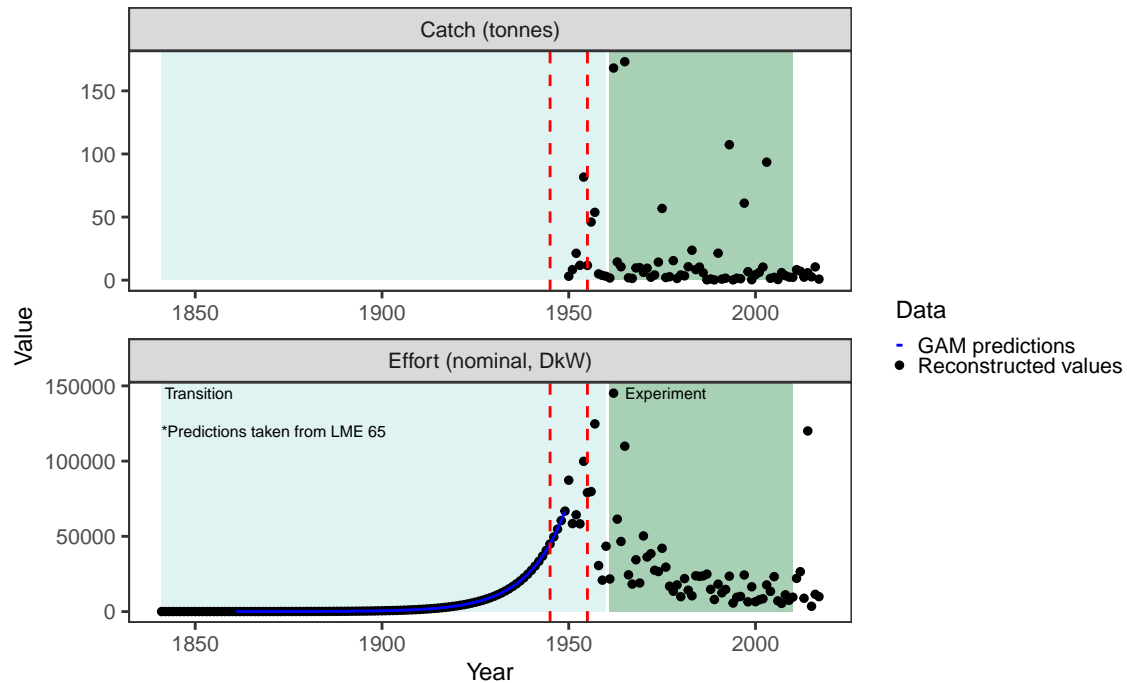 Catch (tonnes)
150
100
50
0
1850
1900
1950
2000
Value
Effort (nominal, DkW)
150000
100000
50000
0
Transition
*Predictions taken from LME 65
Experiment
1850
1900
1950
2000
Year
Data
GAM predictions
Reconstructed values